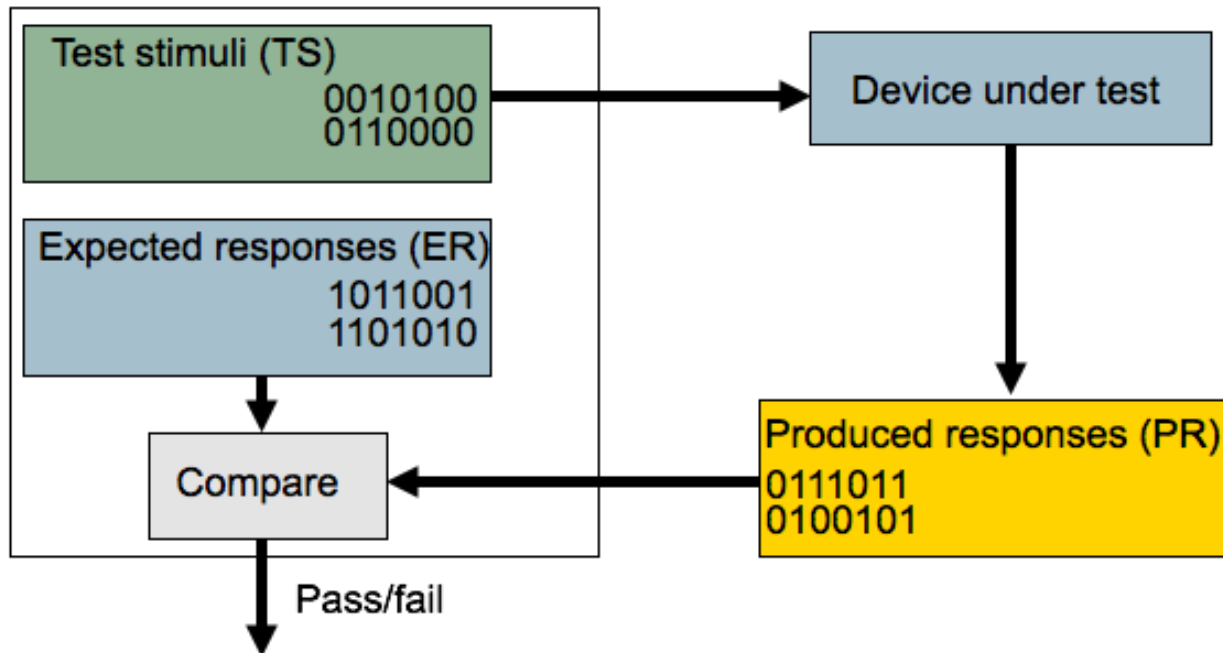 Test stimuli (TS)
0010100
0110000
Device under test
Expected responses (ER)
1011001
1101010
Compare
Produced responses (PR)
0111011
0100101
Pass/fail